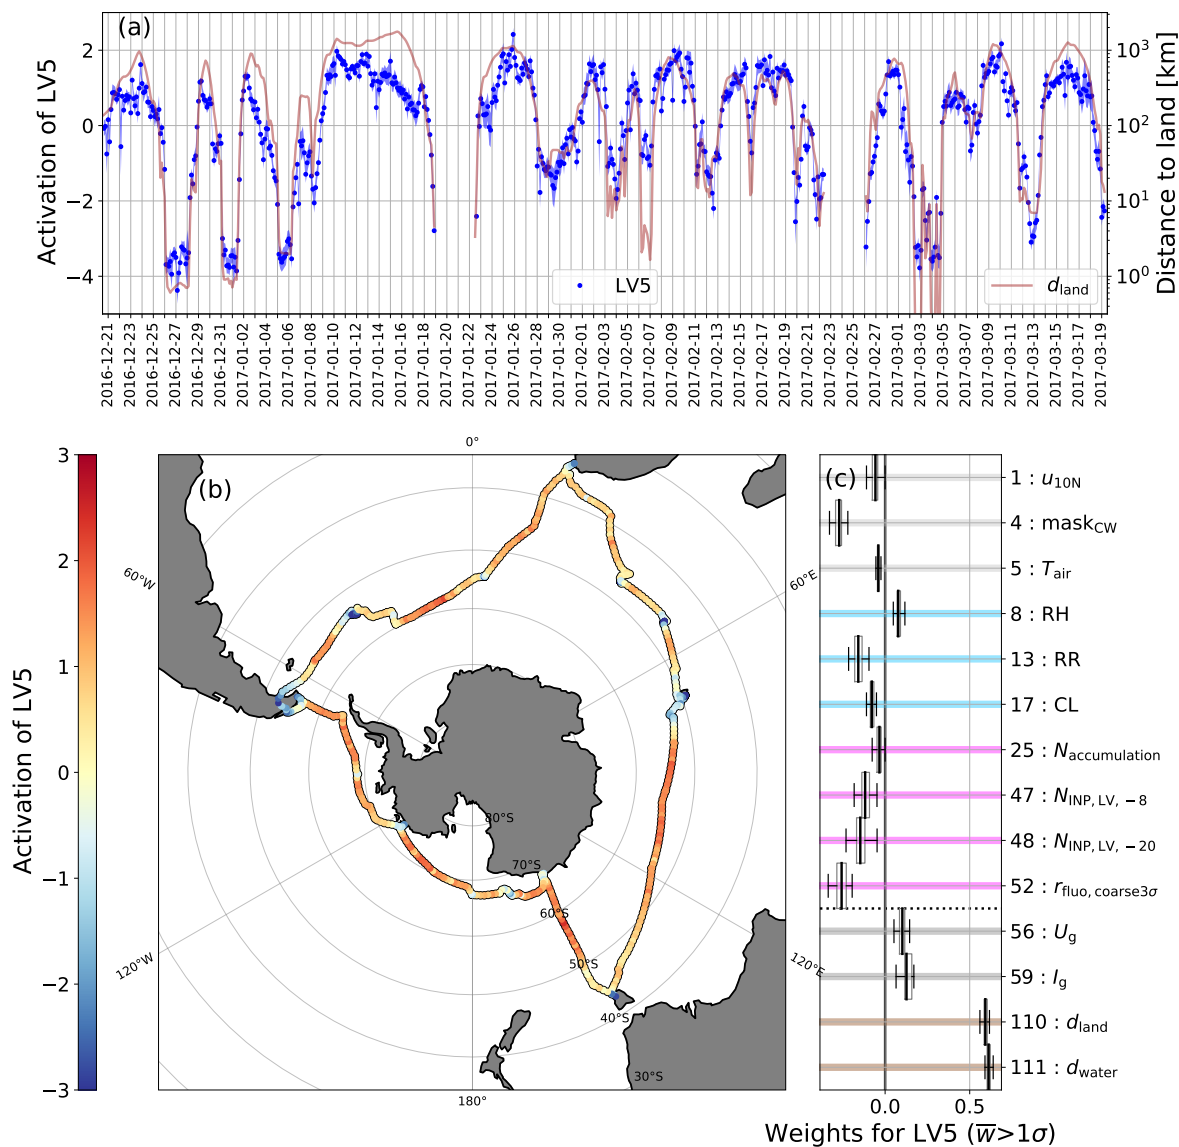 (a)
Activation of LV5
2
0
−2
−4
LV5
d_land
10³
10²
10¹
10⁰
Distance to land [km]
2016-12-21
2016-12-23
2016-12-25
2016-12-27
2016-12-29
2016-12-31
2017-01-02
2017-01-04
2017-01-06
2017-01-08
2017-01-10
2017-01-12
2017-01-14
2017-01-16
2017-01-18
2017-01-20
2017-01-22
2017-01-24
2017-01-26
2017-01-28
2017-01-30
2017-02-01
2017-02-03
2017-02-05
2017-02-07
2017-02-09
2017-02-11
2017-02-13
2017-02-15
2017-02-17
2017-02-19
2017-02-21
2017-02-23
2017-02-25
2017-02-27
2017-03-01
2017-03-03
2017-03-05
2017-03-07
2017-03-09
2017-03-11
2017-03-13
2017-03-15
2017-03-17
2017-03-19
Activation of LV5
3
2
1
0
−1
−2
−3
(b)
0°
60°W
60°E
120°W
120°E
180°
80°S
70°S
60°S
50°S
40°S
30°S
(c)
1 : u_10N
4 : mask_CW
5 : T_air
8 : RH
13 : RR
17 : CL
25 : N_accumulation
47 : N_INP, LV, −8
48 : N_INP, LV, −20
52 : r_fluo, coarse3σ
56 : U_g
59 : l_g
110 : d_land
111 : d_water
0.0
0.5
Weights for LV5 (w̅>1σ)